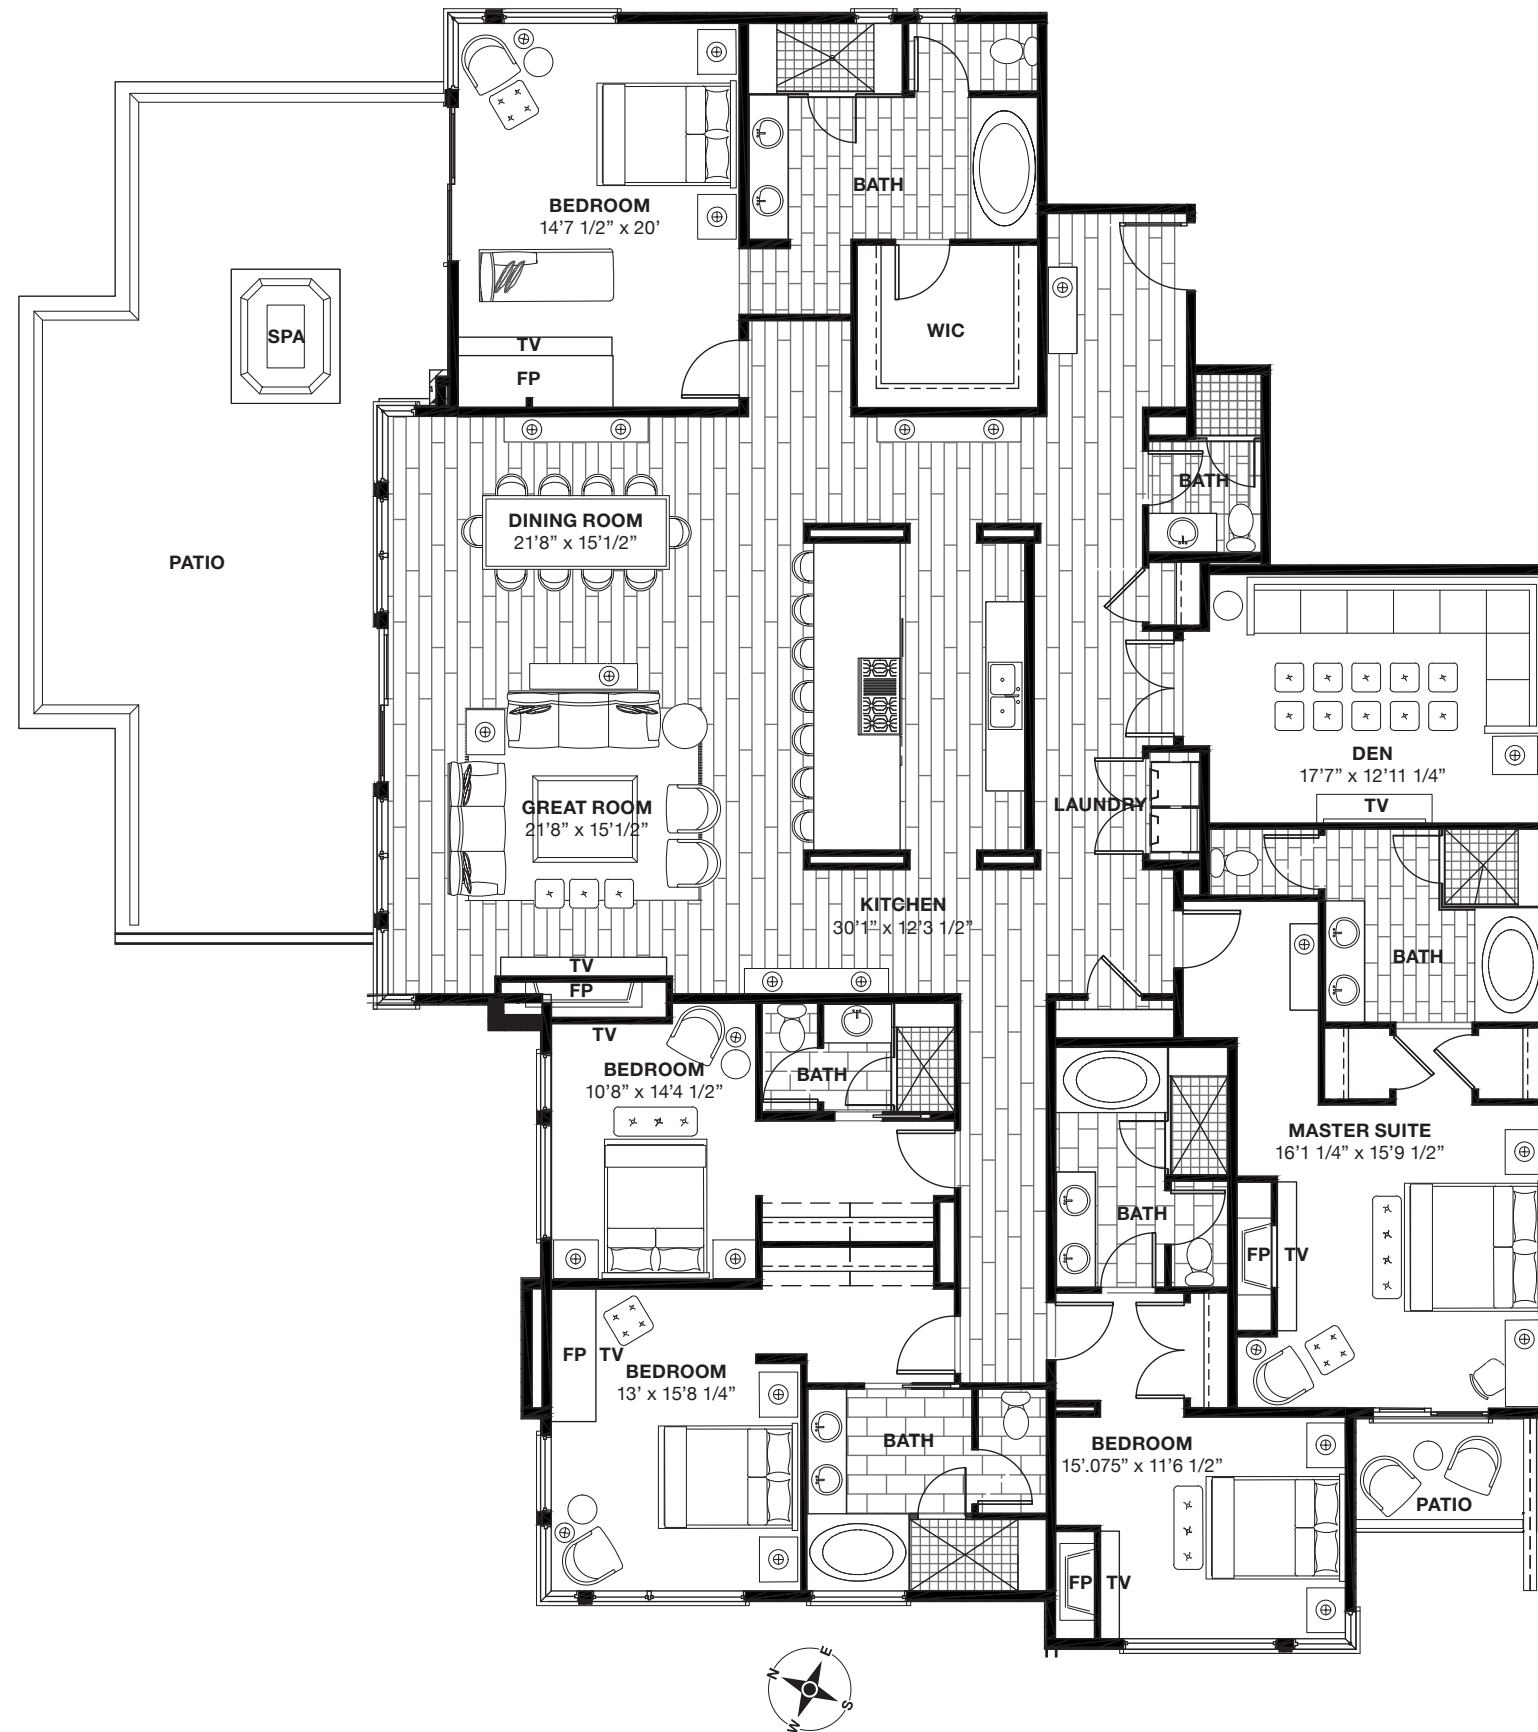 BATH
BEDROOM
14'7 1/2” x 20’
SPA
WIC
TV
FP
BATH
DINING ROOM
21’8” x 15’1/2”
PATIO
DEN
17’7” x 12’11 1/4”
TV
GREAT ROOM
21’8” x 15’1/2”
LAUNDRY
KITCHEN
30’1” x 12’3 1/2”
BATH
TV
FP
TV
BEDROOM
10’8” x 14’4 1/2”
BATH
MASTER SUITE
16’1 1/4” x 15’9 1/2”
BATH
FP TV
FP TV
BEDROOM
13’ x 15’8 1/4”
BATH
BEDROOM
15’.075” x 11’6 1/2”
PATIO
FP TV
E
N
S
W